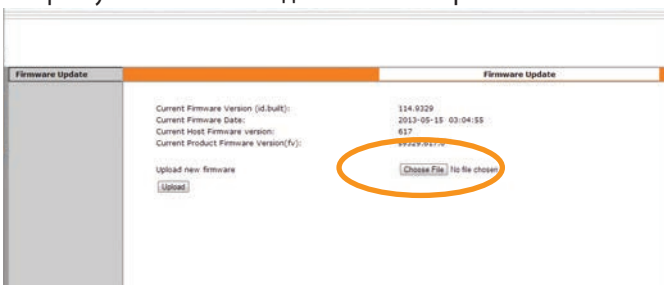 Firmware Update
Firmware Update
Current Firmware Version (id.built): 114.9329
Current Firmware Date: 2013-05-15 03:04:55
Current Host Firmware version: 617
Current Product Firmware Version(fv):
Upload new firmware Choose File No file chosen
Upload